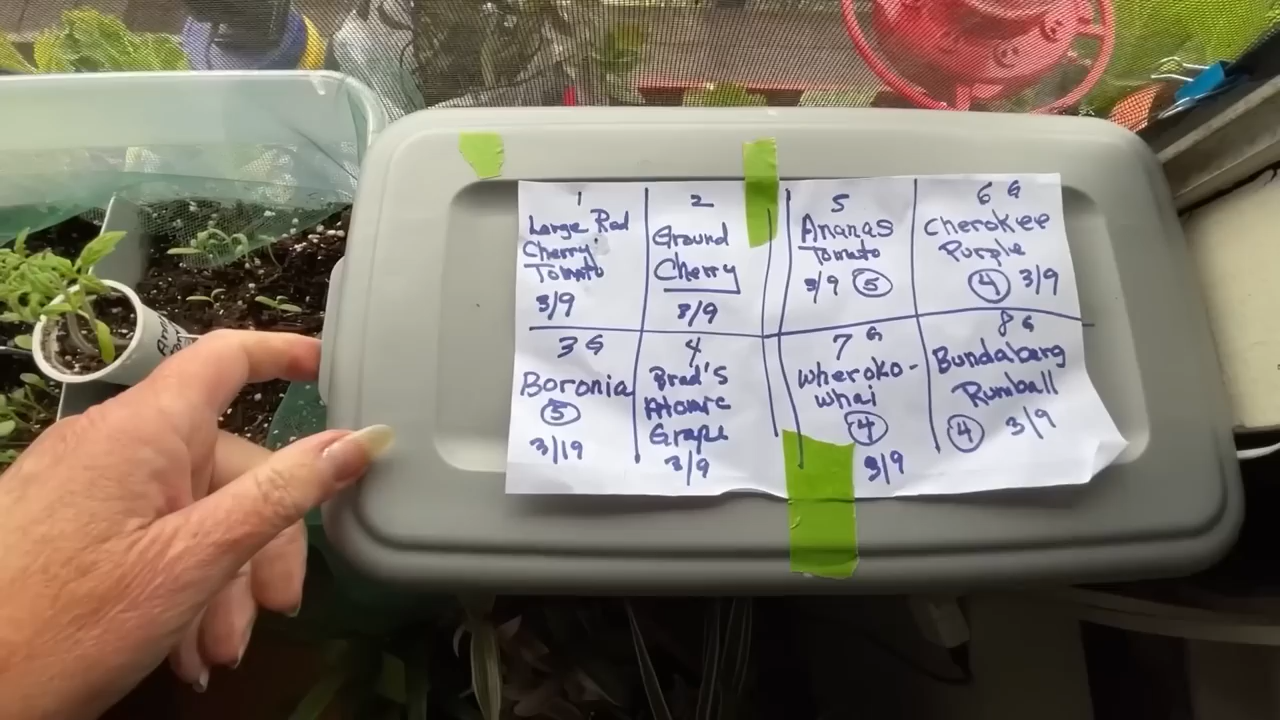 1
Large Red
Cherry
Tomato
3/9
2
Ground
Cherry
3/9
5
Ananas
Tomato
3/9 5
6 G
Cherokee
Purple
4 3/9
3 G
Boronia
5
3/19
4
Brad's
Atomic
Grape
3/9
7 G
Wheroko-
whai
4
3/9
8 G
Bundaberg
Rumball
4 3/9